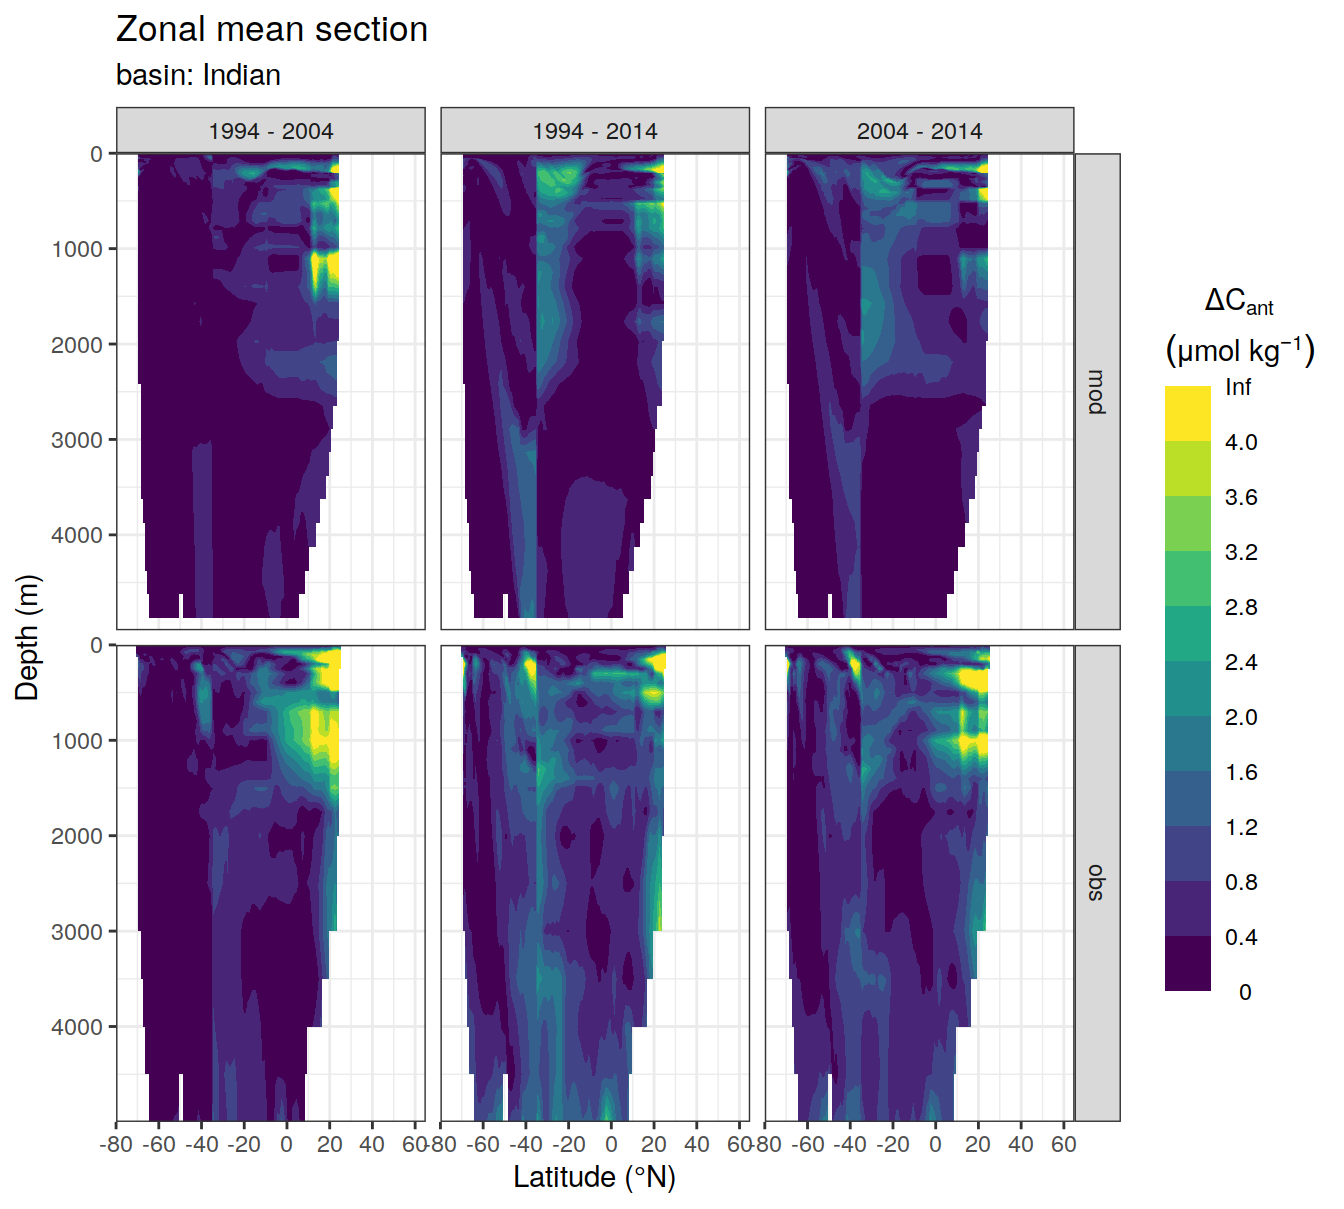 Zonal mean section
basin: Indian
1994 - 2004
1994 - 2014
2004 - 2014
0
1000
2000
3000
4000
mod
0
1000
2000
3000
4000
obs
Depth (m)
-80 -60 -40 -20 0 20 40 60
-80 -60 -40 -20 0 20 40 60
-80 -60 -40 -20 0 20 40 60
Latitude (°N)
ΔCant
(μmol kg−1)
Inf
4.0
3.6
3.2
2.8
2.4
2.0
1.6
1.2
0.8
0.4
0